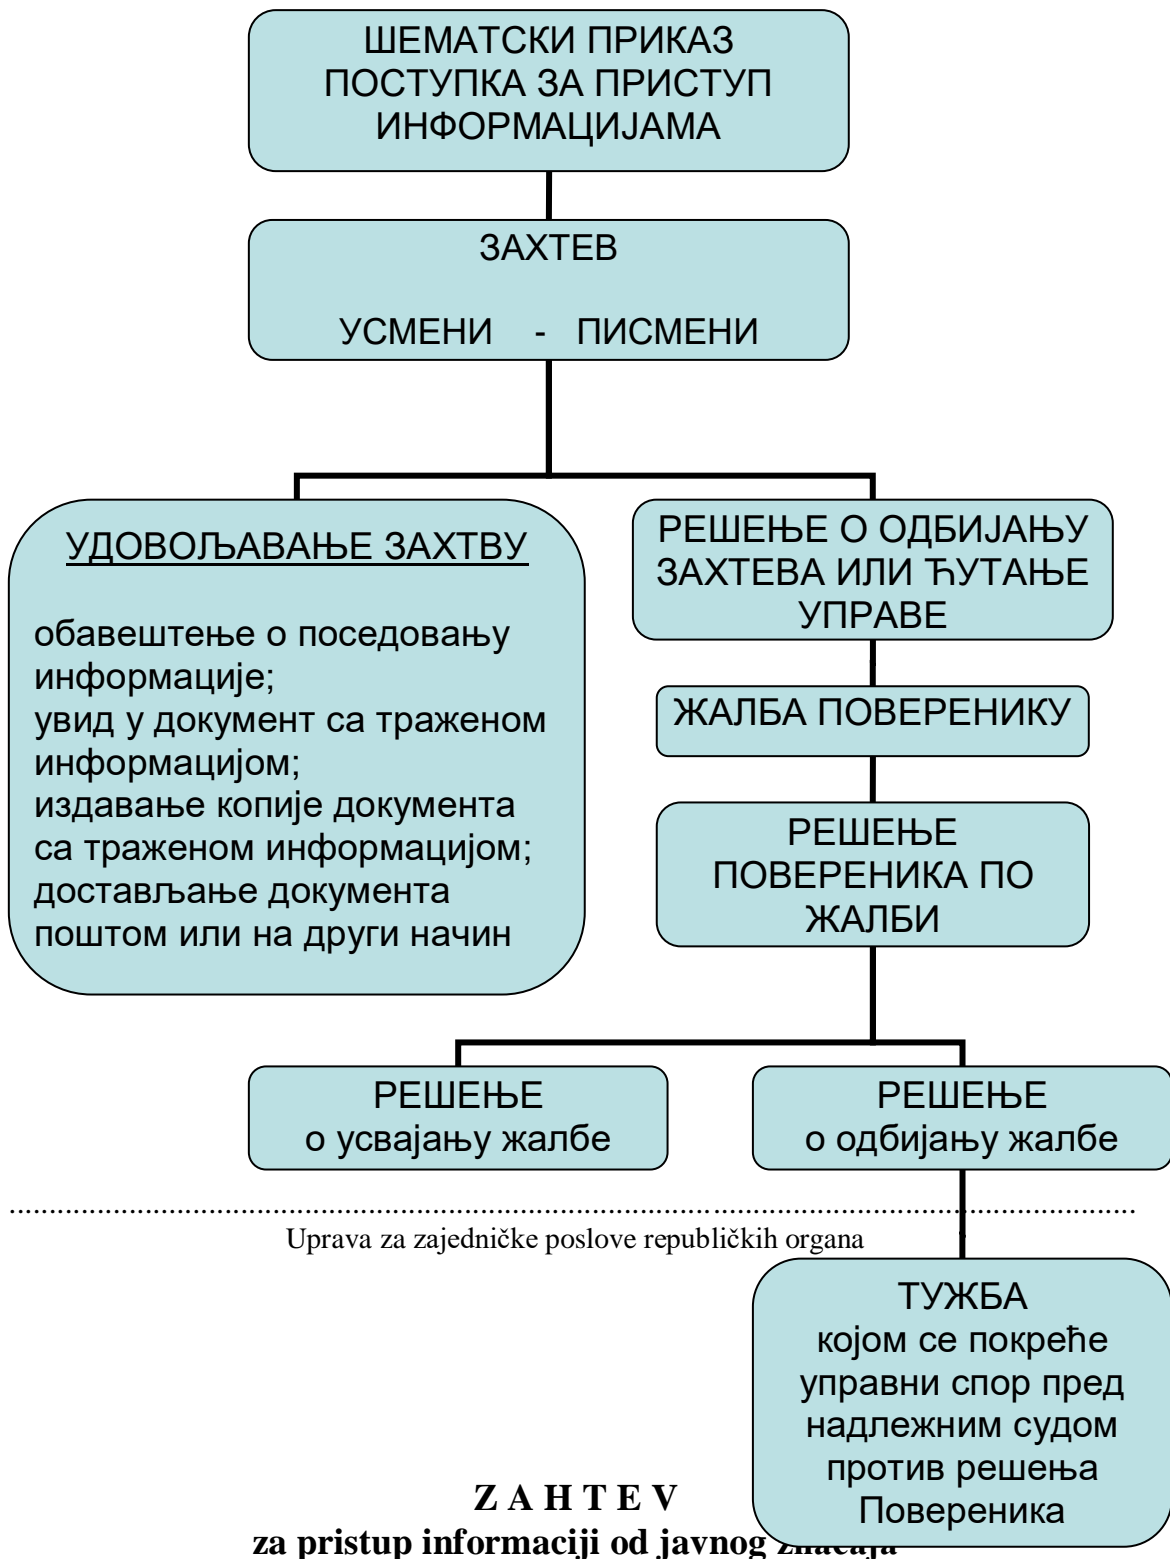 ШЕМАТСКИ ПРИКАЗ
ПОСТУПКА ЗА ПРИСТУП
ИНФОРМАЦИЈАМА
ЗАХТЕВ
УСМЕНИ - ПИСМЕНИ
УДОВОЉАВАЊЕ ЗАХТВУ
обавештење о поседовању
информације;
увид у документ са траженом
информацијом;
издавање копије документа
са траженом информацијом;
достављање документа
поштом или на други начин
РЕШЕЊЕ О ОДБИЈАЊУ
ЗАХТЕВА ИЛИ ЋУТАЊЕ
УПРАВЕ
ЖАЛБА ПОВЕРЕНИКУ
РЕШЕЊЕ
ПОВЕРЕНИКА ПО
ЖАЛБИ
РЕШЕЊЕ
о усвајању жалбе
РЕШЕЊЕ
о одбијању жалбе
Uprava za zajedničke poslove republičkih organa
ТУЖБА
којом се покреће
управни спор пред
надлежним судом
против решења
Повереника
Z A H T E V
za pristup informaciji od javnog značaja